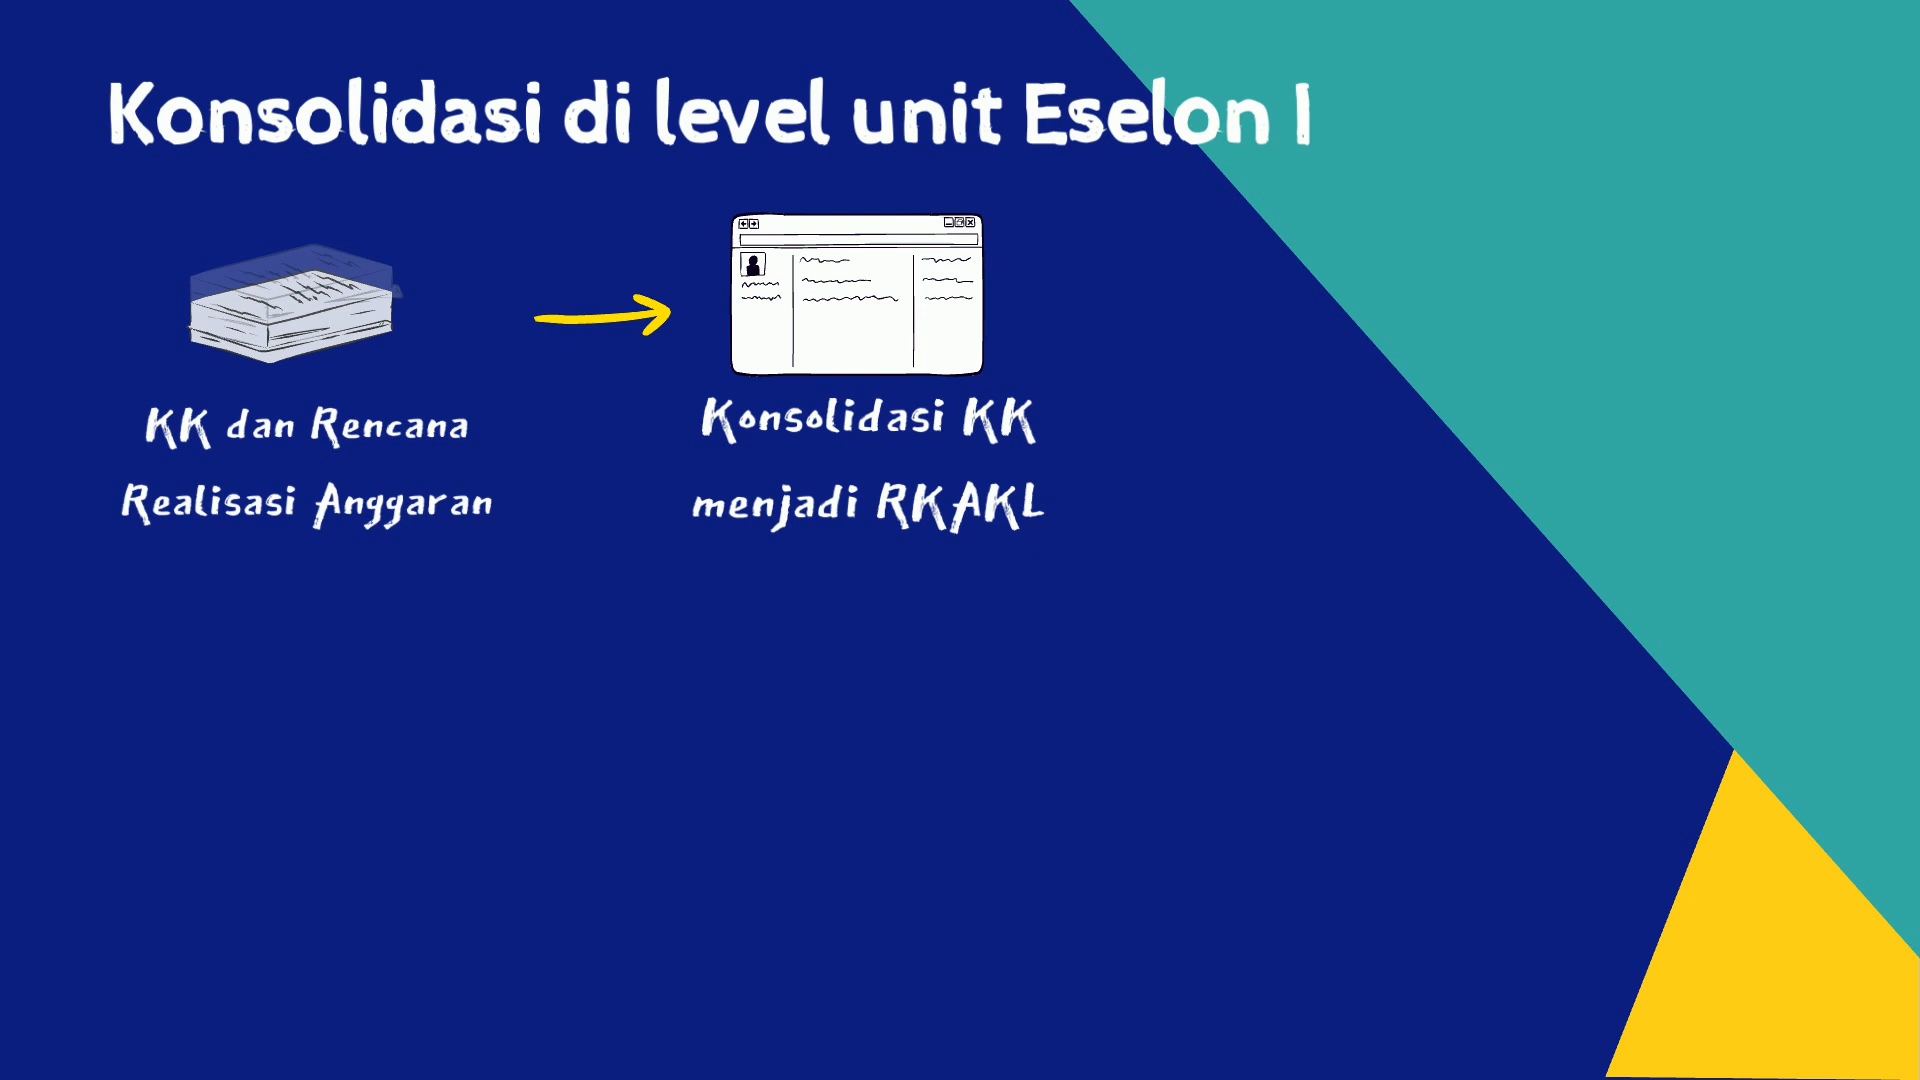 Konsolidasi di level unit Eselon I
KK dan Rencana
Realisasi Anggaran
Konsolidasi KK
menjadi RKAKL